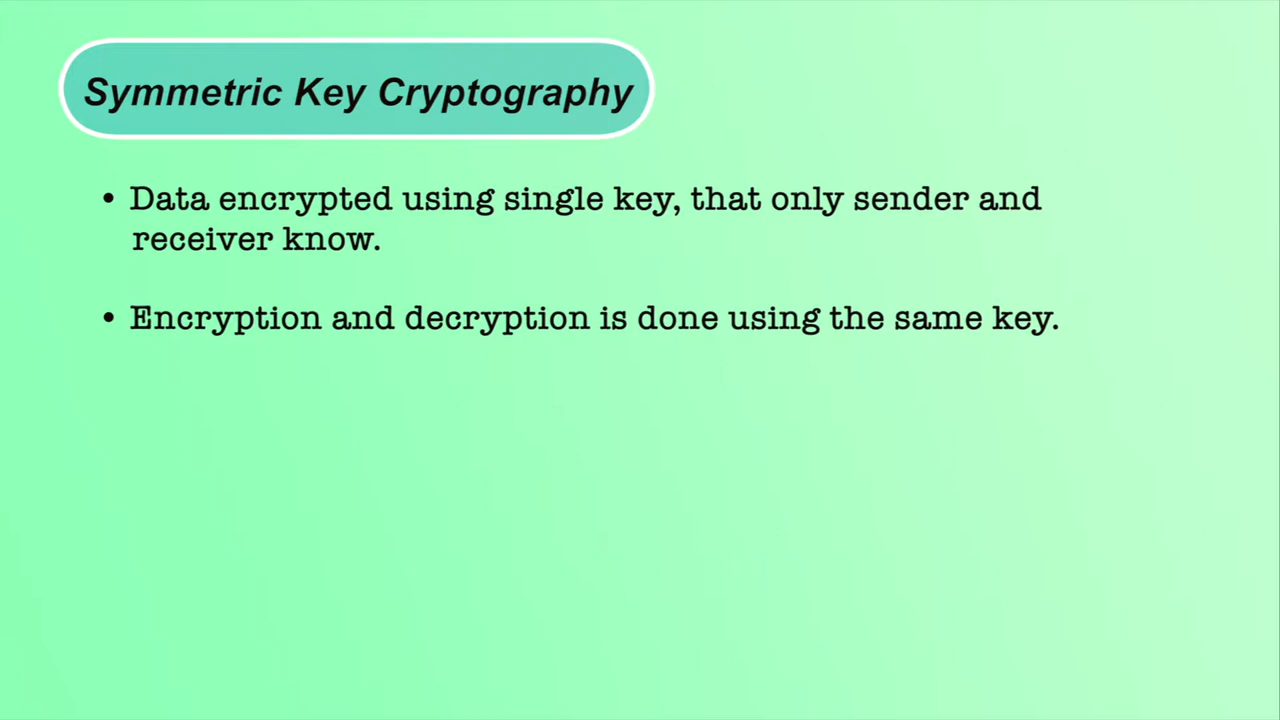 Symmetric Key Cryptography
• Data encrypted using single key, that only sender and
receiver know.
• Encryption and decryption is done using the same key.